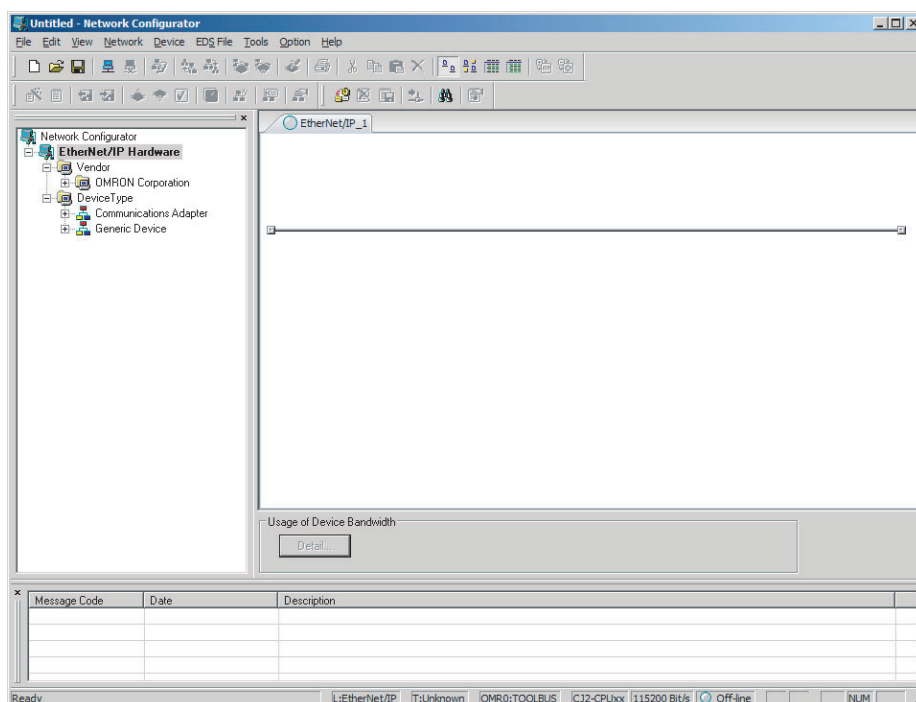 Untitled - Network Configurator
File Edit View Network Device EDS File Tools Option Help
EtherNet/IP_1
Network Configurator
EtherNet/IP Hardware
Vendor
OMRON Corporation
DeviceType
Communications Adapter
Generic Device
Usage of Device Bandwidth
Detail...
Message Code Date Description
Ready L:EtherNet/IP T:Unknown OMR0:TOOLBUS CJ2-CPUxx 115200 Bit/s Off-line NUM